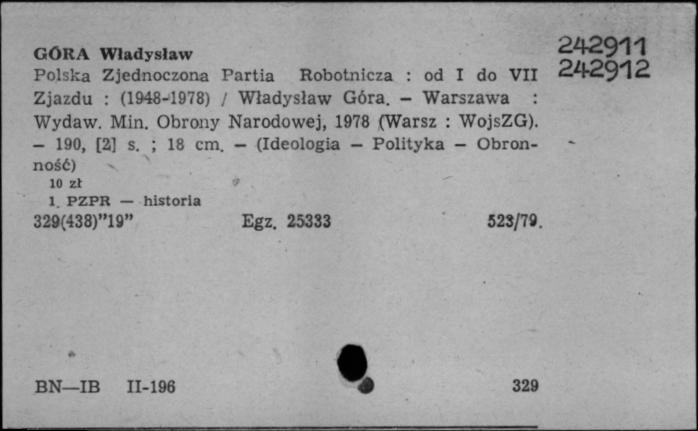 GÓRA Władysław
242911
Polska Zjednoczona Partia Robotnicza : od I do VII
242912
Zjazdu : (1948-1978) / Władysław Góra. — Warszawa :
Wydaw. Min. Obrony Narodowej, 1978 (Warsz : WojsZG).
— 190, [2] s. ; 18 cm. — (Ideologia — Polityka — Obron-
ność)
10 zł
1. PZPR — historia
329(438)”19” Egz. 25333 523/79.
BN—IB II-196 329